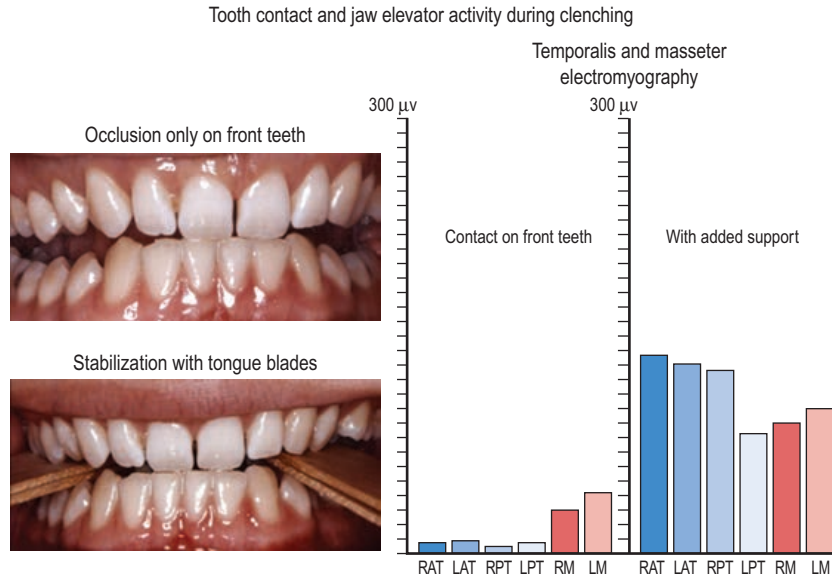 Tooth contact and jaw elevator activity during clenching
Temporalis and masseter
electromyography
300 μv
300 μv
Occlusion only on front teeth
Contact on front teeth
With added support
Stabilization with tongue blades
RAT LAT RPT LPT RM LM
RAT LAT RPT LPT RM LM